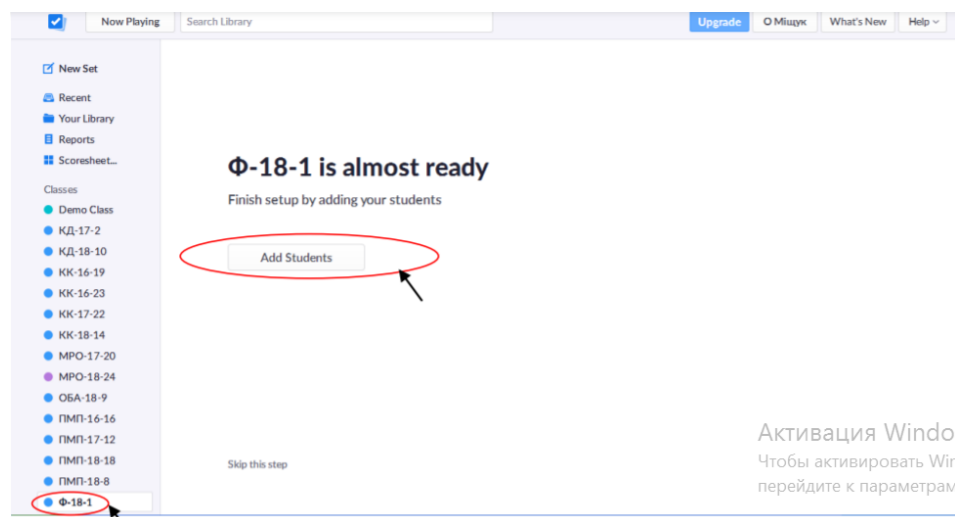 Now Playing Search Library Upgrade О Міщук What's New Help
New Set
Recent
Your Library
Reports
Scoresheet...
Classes
Demo Class
КД-17-2
КД-18-10
КК-16-19
КК-16-23
КК-17-22
КК-18-14
МРО-17-20
МРО-18-24
ОБА-18-9
ПМП-16-16
ПМП-17-12
ПМП-18-18
ПМП-18-8
Ф-18-1
Ф-18-1 is almost ready
Finish setup by adding your students
Add Students
Skip this step
Активация Windo
Чтобы активировать Win
перейдите к параметрам